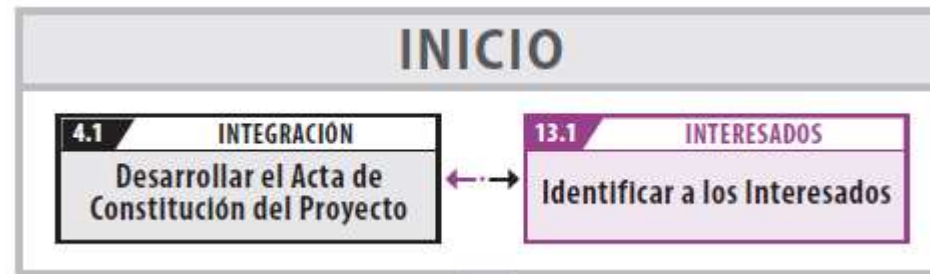 INICIO
4.1 INTEGRACIÓN
Desarrollar el Acta de
Constitución del Proyecto
13.1 INTERESADOS
Identificar a los Interesados